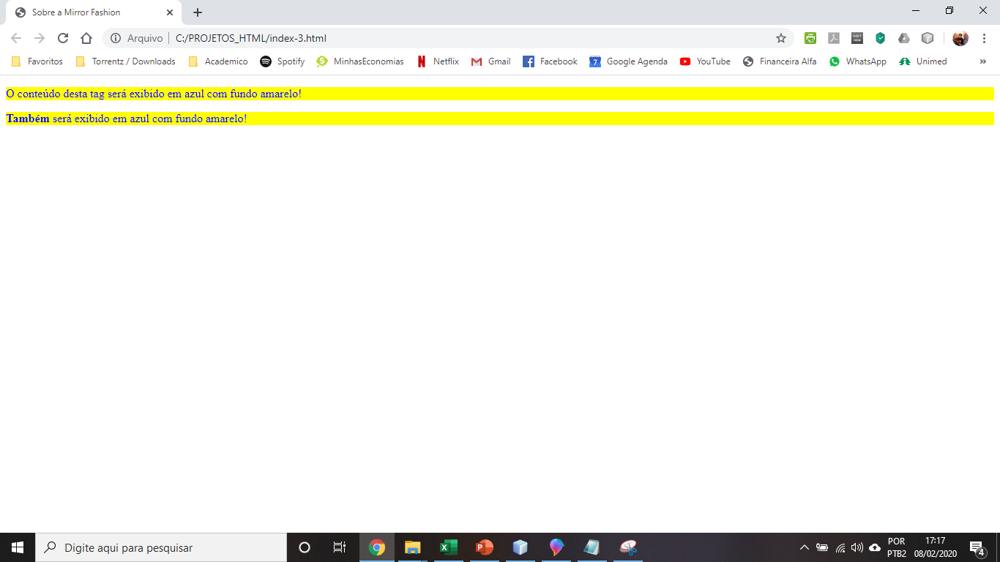 Sobre a Mirror Fashion
Arquivo C:/PROJETOS_HTML/index-3.html
Favoritos Torrentz / Downloads Academico Spotify MinhasEconomias Netflix Gmail Facebook 7 Google Agenda YouTube Financeira Alfa WhatsApp Unimed »
O conteúdo desta tag será exibido em azul com fundo amarelo!
Também será exibido em azul com fundo amarelo!
Digite aqui para pesquisar
POR 17:17
PTB2 08/02/2020 4